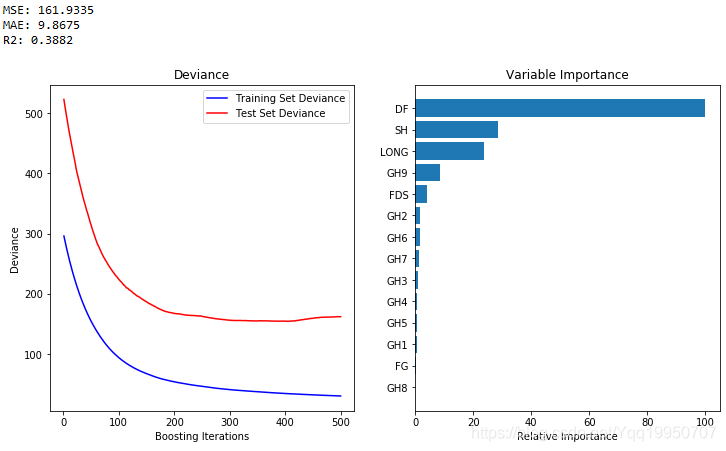 MSE: 161.9335
MAE: 9.8675
R2: 0.3882
Deviance
Training Set Deviance
Test Set Deviance
Deviance
500
400
300
200
100
0 100 200 300 400 500
Boosting Iterations
Variable Importance
DF
SH
LONG
GH9
FDS
GH2
GH6
GH7
GH3
GH4
GH5
GH1
FG
GH8
0 20 40 60 80 100
Relative Importance